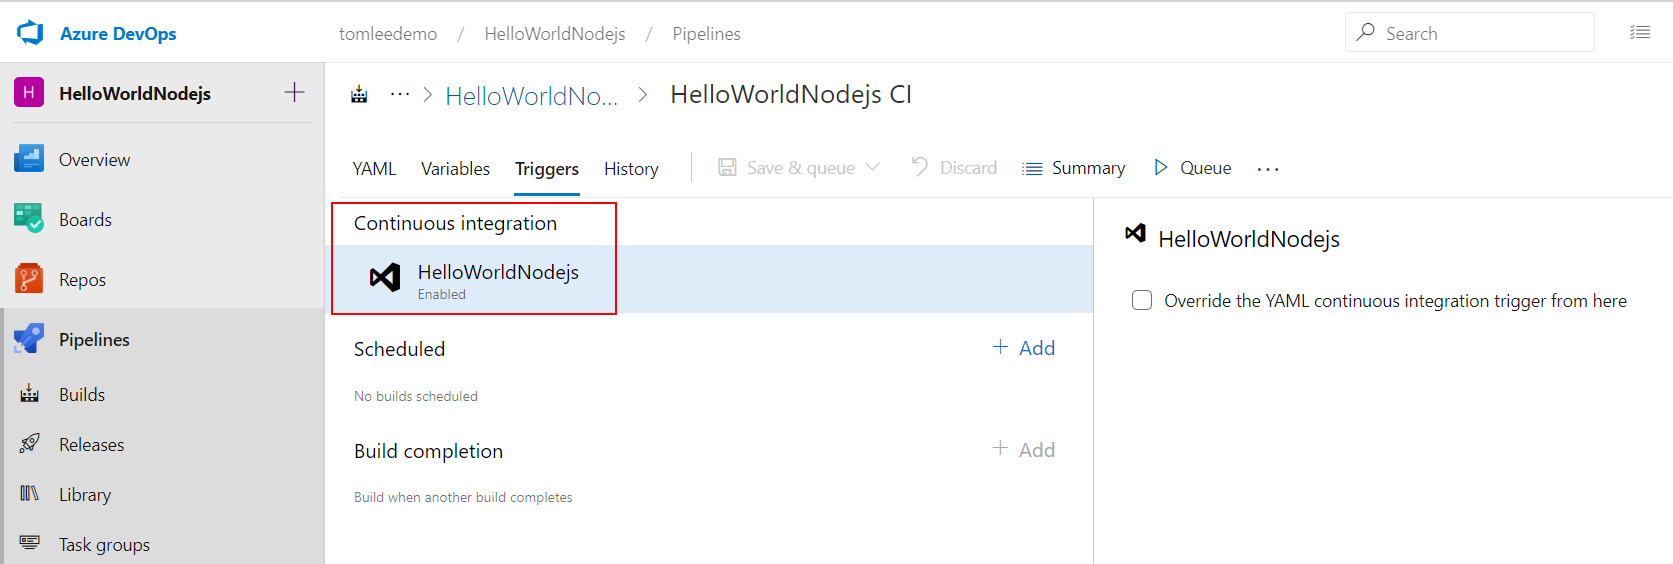 Azure DevOps
tomleedemo / HelloWorldNodejs / Pipelines
Search
H HelloWorldNodejs
Overview
Boards
Repos
Pipelines
Builds
Releases
Library
Task groups
··· > HelloWorldNo... > HelloWorldNodejs CI
YAML Variables Triggers History Save & queue Discard Summary Queue ···
Continuous integration
HelloWorldNodejs
Enabled
Scheduled + Add
No builds scheduled
Build completion + Add
Build when another build completes
HelloWorldNodejs
Override the YAML continuous integration trigger from here